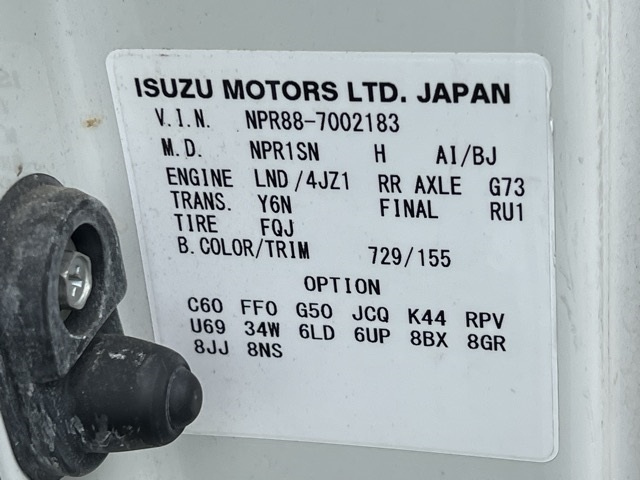 ISUZU MOTORS LTD. JAPAN
V.I.N. NPR88-7002183
M.D. NPR1SN H AI/BJ
ENGINE LND/4JZ1 RR AXLE G73
TRANS. Y6N FINAL RU1
TIRE FQJ
B.COLOR/TRIM 729/155
OPTION
C60 FF0 G50 JCQ K44 RPV
U69 34W 6LD 6UP 8BX 8GR
8JJ 8NS